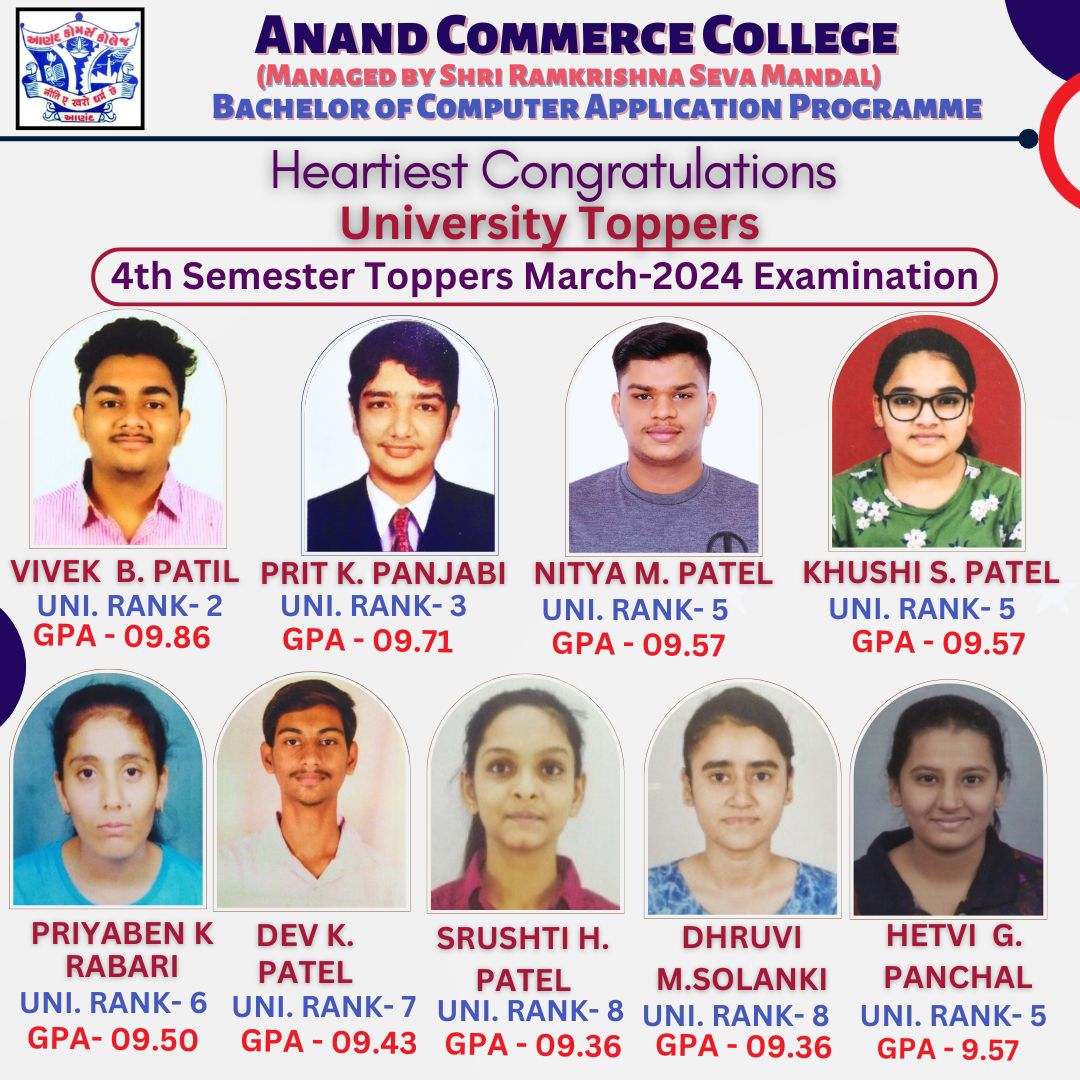 આણંદ કોમર્સ કોલેજ
નીતિ એ ખરો ધર્મ છે
આણંદ
ANAND COMMERCE COLLEGE
(MANAGED BY SHRI RAMKRISHNA SEVA MANDAL)
BACHELOR OF COMPUTER APPLICATION PROGRAMME
Heartiest Congratulations
University Toppers
4th Semester Toppers March-2024 Examination
VIVEK B. PATIL
UNI. RANK- 2
GPA - 09.86
PRIT K. PANJABI
UNI. RANK- 3
GPA - 09.71
NITYA M. PATEL
UNI. RANK- 5
GPA - 09.57
KHUSHI S. PATEL
UNI. RANK- 5
GPA - 09.57
PRIYABEN K
RABARI
UNI. RANK- 6
GPA- 09.50
DEV K.
PATEL
UNI. RANK- 7
GPA - 09.43
SRUSHTI H.
PATEL
UNI. RANK- 8
GPA - 09.36
DHRUVI
M.SOLANKI
UNI. RANK- 8
GPA - 09.36
HETVI G.
PANCHAL
UNI. RANK- 5
GPA - 9.57